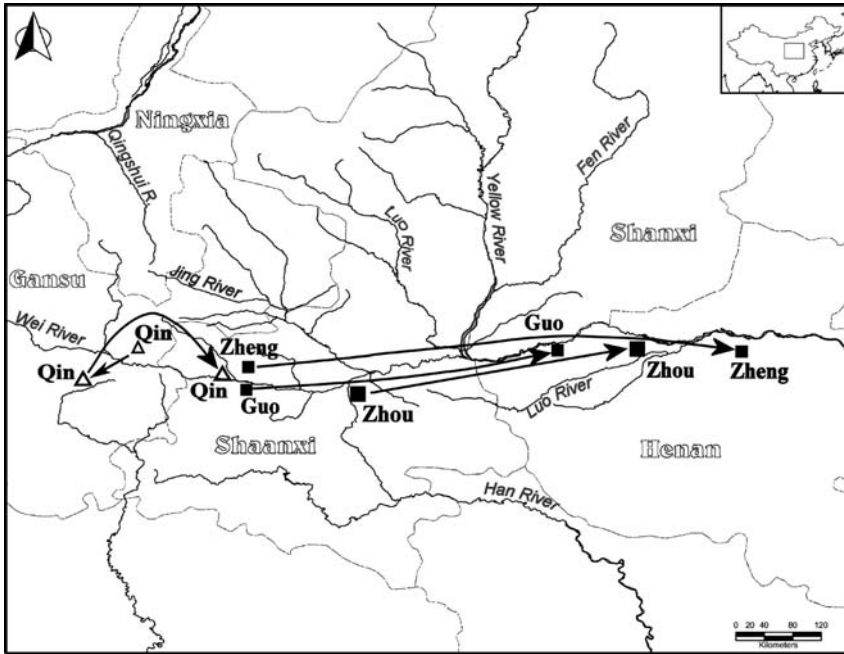 Ningxia
Qingshui R.
Yellow River
Fen River
Luo River
Shanxi
Gansu
Jing River
Wei River
Qin
Qin
Qin
Zheng
Guo
Guo
Zhou
Zhou
Zheng
Luo River
Shaanxi
Henan
Han River
0 20 40 80 120
Kilometers